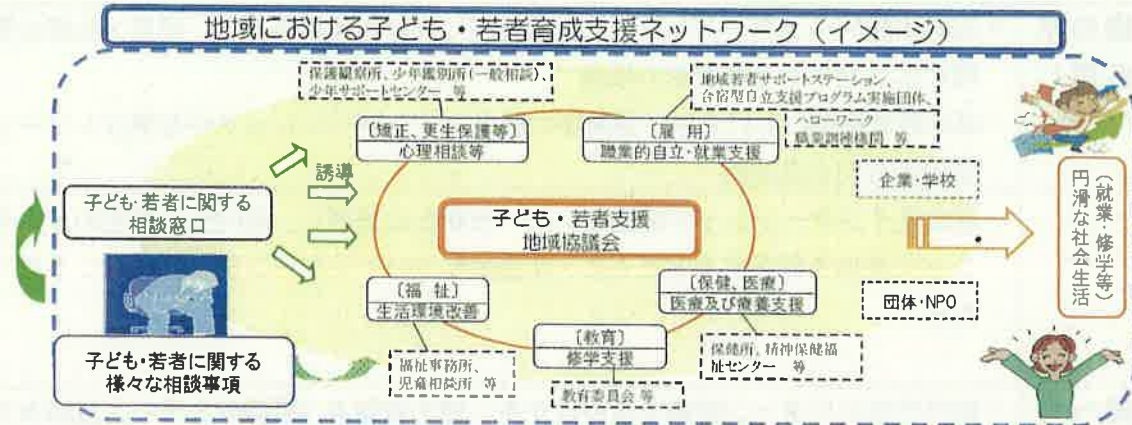 地域における子ども・若者育成支援ネットワーク（イメージ）
保護観察所、少年鑑別所（一般相談）、
少年サポートセンター　等
地域若者サポートステーション、
合宿型自立支援プログラム実施団体、
ハローワーク
職業訓練機関　等
〔矯正、更生保護等〕
心理相談等
〔雇　用〕
職業的自立・就業支援
誘導
子ども・若者に関する
相談窓口
子ども・若者支援
地域協議会
企業・学校
円滑な社会生活
（就業・修学等）
〔福　祉〕
生活環境改善
〔保健、医療〕
医療及び療養支援
団体・NPO
〔教育〕
修学支援
子ども・若者に関する
様々な相談事項
福祉事務所、
児童相談所　等
保健所、精神保健福
祉センター　等
教育委員会 等